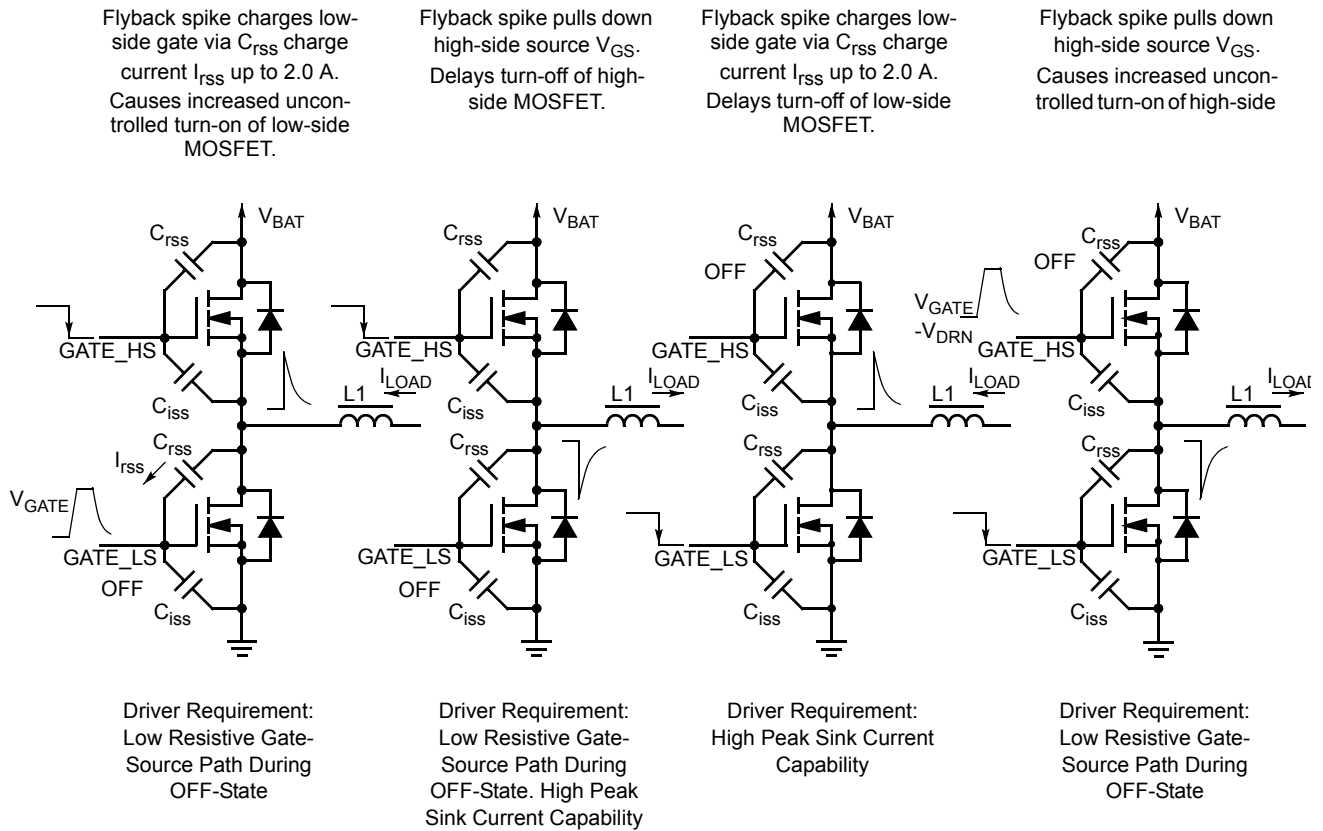 Flyback spike charges low-
side gate via Crss charge
current Irss up to 2.0 A.
Causes increased uncon-
trolled turn-on of low-side
MOSFET.
Flyback spike pulls down
high-side source VGS.
Delays turn-off of high-
side MOSFET.
Flyback spike charges low-
side gate via Crss charge
current Irss up to 2.0 A.
Delays turn-off of low-side
MOSFET.
Flyback spike pulls down
high-side source VGS.
Causes increased uncon-
trolled turn-on of high-side
VBAT
Crss
GATE_HS
Ciss
L1
ILOAD
Crss
Irss
VGATE
GATE_LS
OFF
Ciss
VBAT
Crss
GATE_HS
Ciss
L1
ILOAD
Crss
GATE_LS
OFF
Ciss
VBAT
Crss
OFF
GATE_HS
Ciss
L1
ILOAD
Crss
GATE_LS
Ciss
VBAT
Crss
OFF
VGATE
-VDRN
GATE_HS
Ciss
L1
ILOAD
Crss
GATE_LS
Ciss
Driver Requirement:
Low Resistive Gate-
Source Path During
OFF-State
Driver Requirement:
Low Resistive Gate-
Source Path During
OFF-State. High Peak
Sink Current Capability
Driver Requirement:
High Peak Sink Current
Capability
Driver Requirement:
Low Resistive Gate-
Source Path During
OFF-State